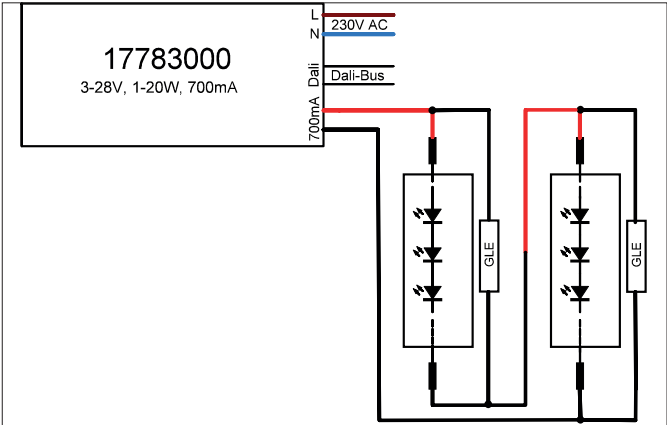 L
230V AC
N
17783000
3-28V, 1-20W, 700mA
Dali
Dali-Bus
700mA
GLE
GLE